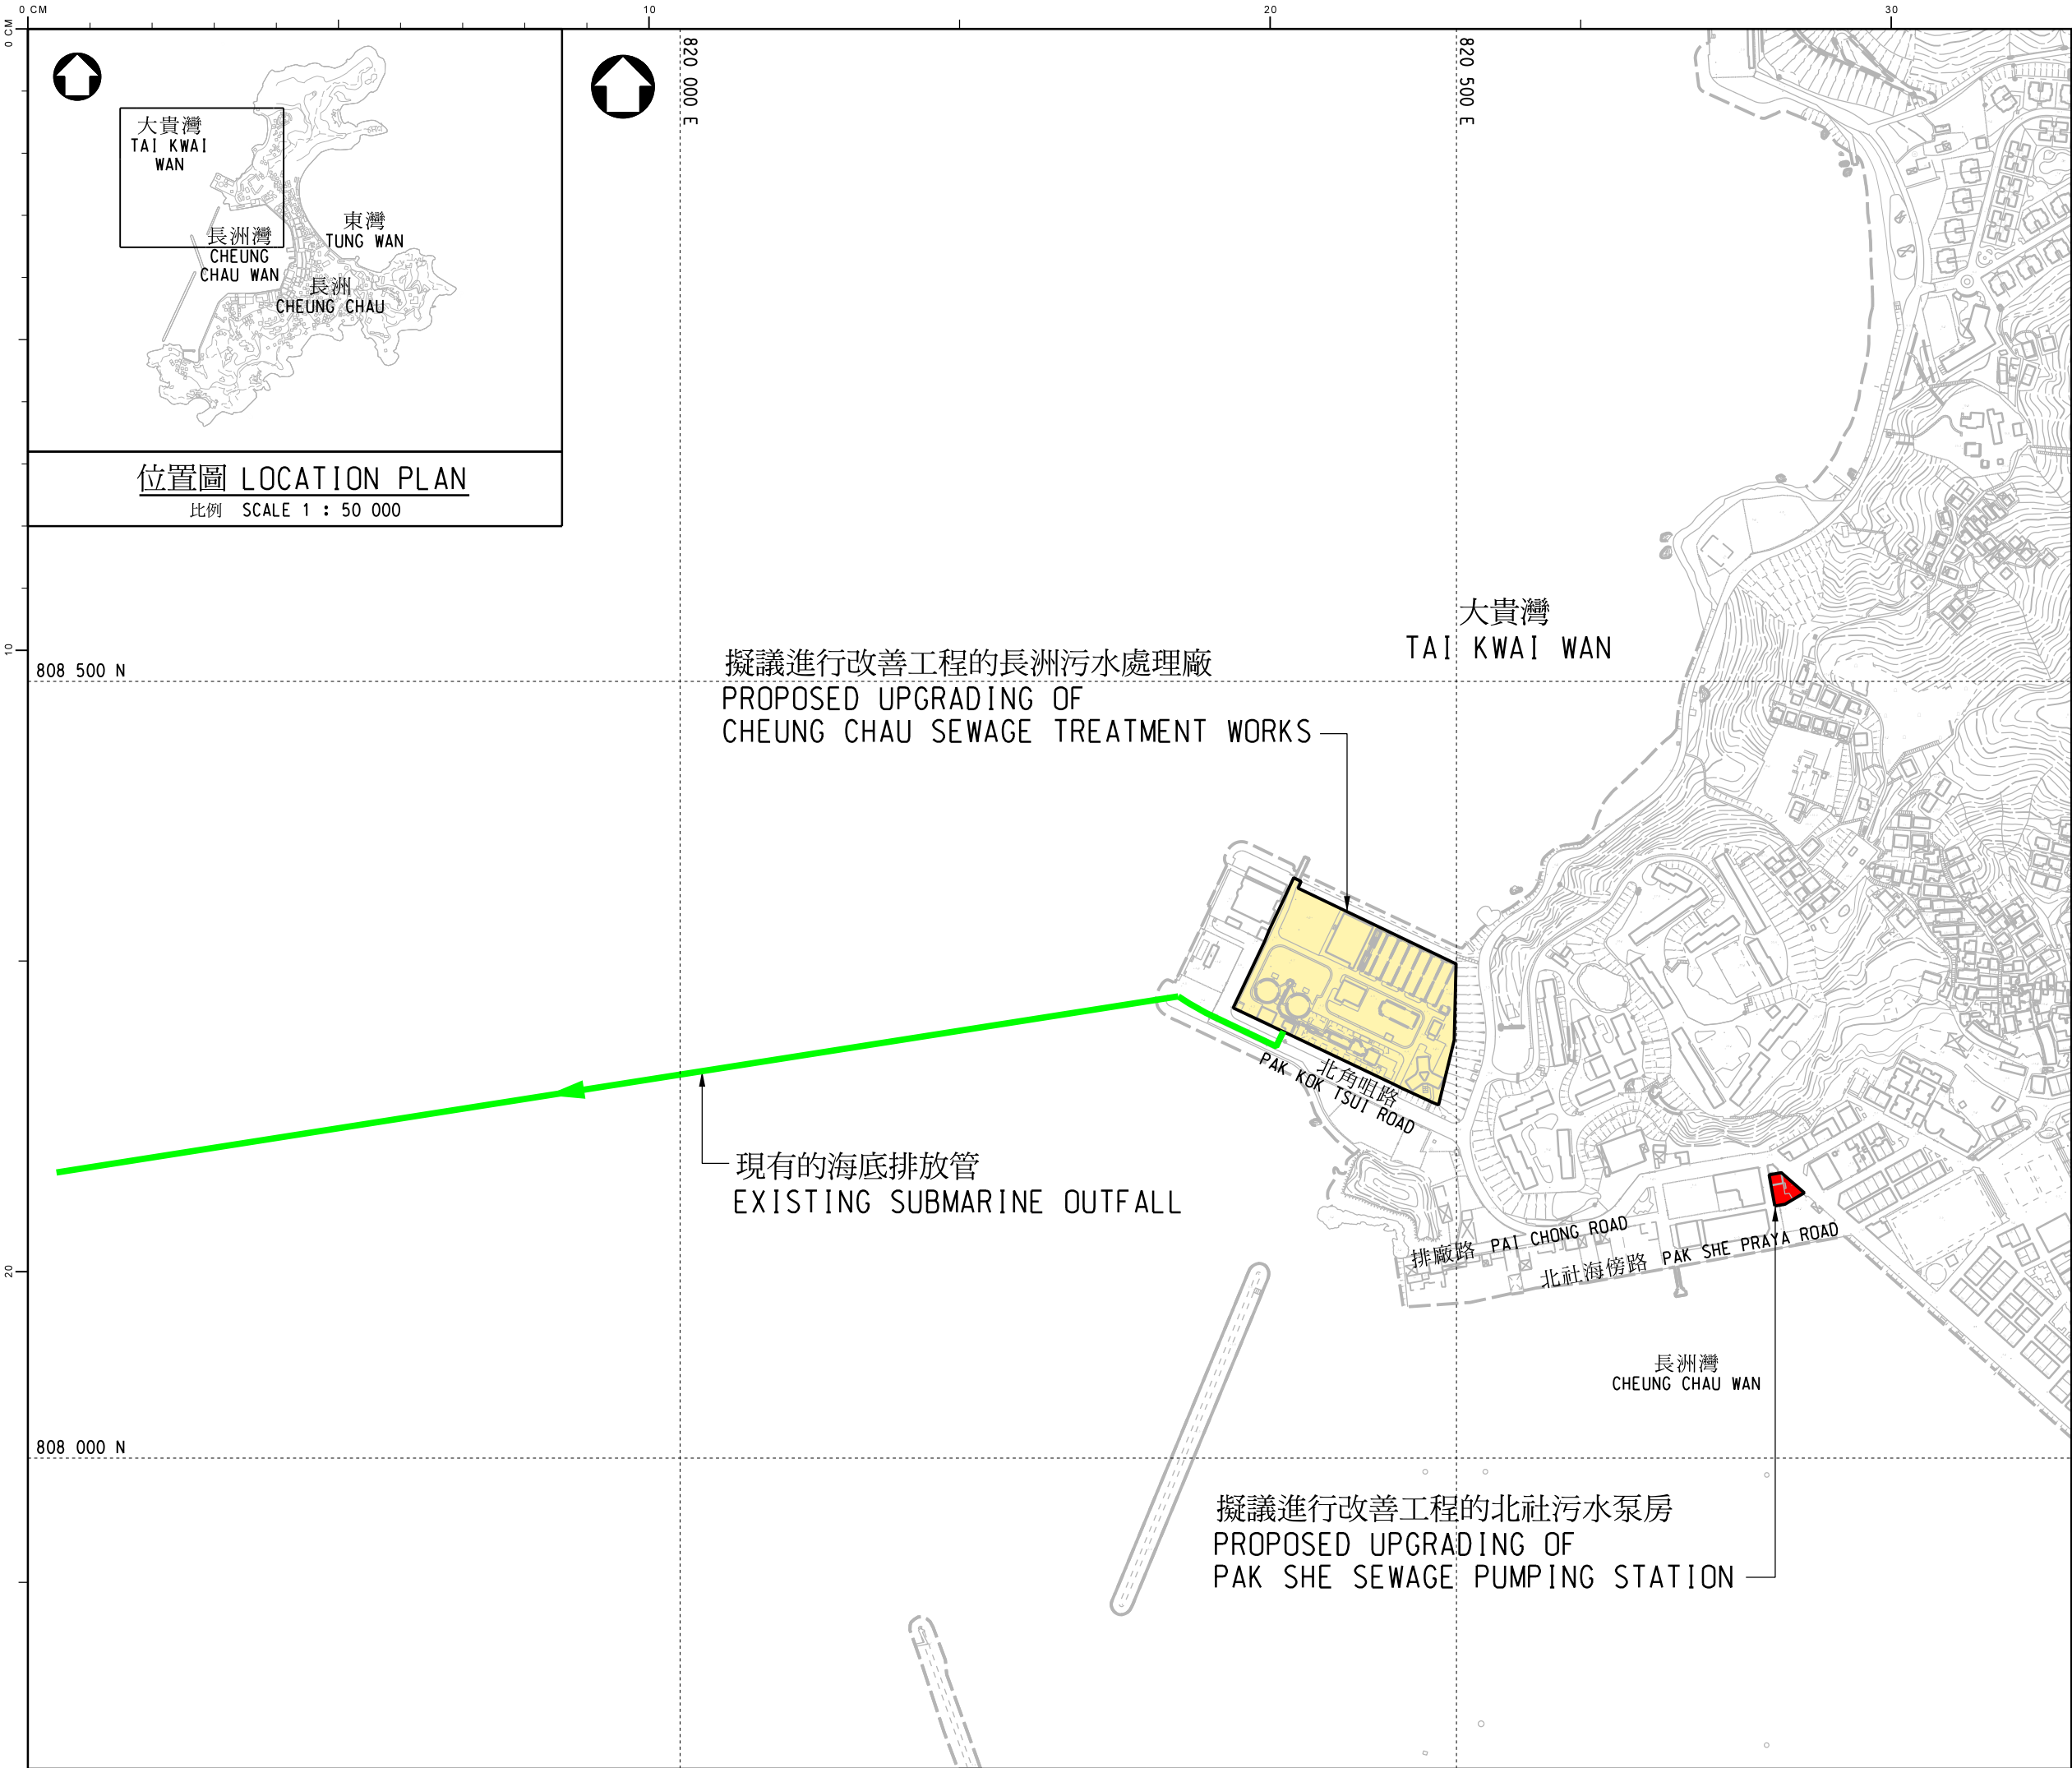 0 CM
10
20
30
0 CM
10
20
820 000 E
820 500 E
808 500 N
808 000 N
大貴灣
TAI KWAI
WAN
東灣
TUNG WAN
長洲灣
CHEUNG
CHAU WAN
長洲
CHEUNG CHAU
位置圖 LOCATION PLAN
比例 SCALE 1 : 50 000
大貴灣
TAI KWAI WAN
擬議進行改善工程的長洲污水處理廠
PROPOSED UPGRADING OF
CHEUNG CHAU SEWAGE TREATMENT WORKS
北角咀路
PAK KOK TSUI ROAD
現有的海底排放管
EXISTING SUBMARINE OUTFALL
排廠路 PAI CHONG ROAD
北社海傍路 PAK SHE PRAYA ROAD
長洲灣
CHEUNG CHAU WAN
擬議進行改善工程的北社污水泵房
PROPOSED UPGRADING OF
PAK SHE SEWAGE PUMPING STATION